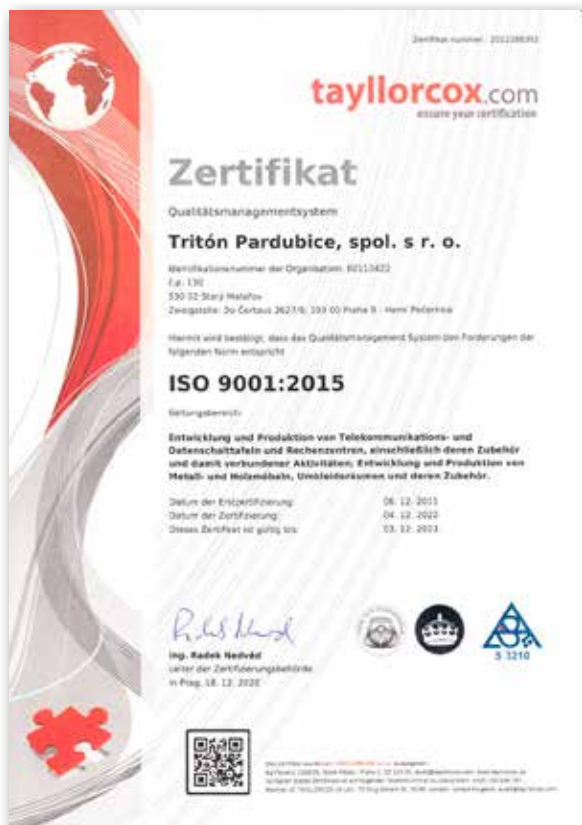 Zertifikat nummer:
tayllorcox.com
ensure your certification
Zertifikat
Qualitätsmanagementsystem
Tritón Pardubice, spol. s r. o.
Identifikationsnummer der Organisation:
č.p. 130
530 02 Starý Mateřov
Zweigstelle: Do Čertous 2627/9, 193 00 Praha 9 - Horní Počernice
Hiermit wird bestätigt, dass das Qualitätsmanagement System den Forderungen der
folgenden Norm entspricht
ISO 9001:2015
Geltungsbereich:
Entwicklung und Produktion von Telekommunikations- und
Datenschalttafeln und Rechenzentren, einschließlich deren Zubehör
und damit verbundener Aktivitäten; Entwicklung und Produktion von
Metall- und Holzmöbeln, Umkleideräumen und deren Zubehör.
Datum der Erstzertifizierung: 06. 12. 2011
Datum der Zertifizierung: 04. 12. 2020
Dieses Zertifikat ist gültig bis: 03. 12. 2023
Ing. Radek Nedvěd
Leiter der Zertifizierungsbehörde
in Prag, 18. 12. 2020
S 3210